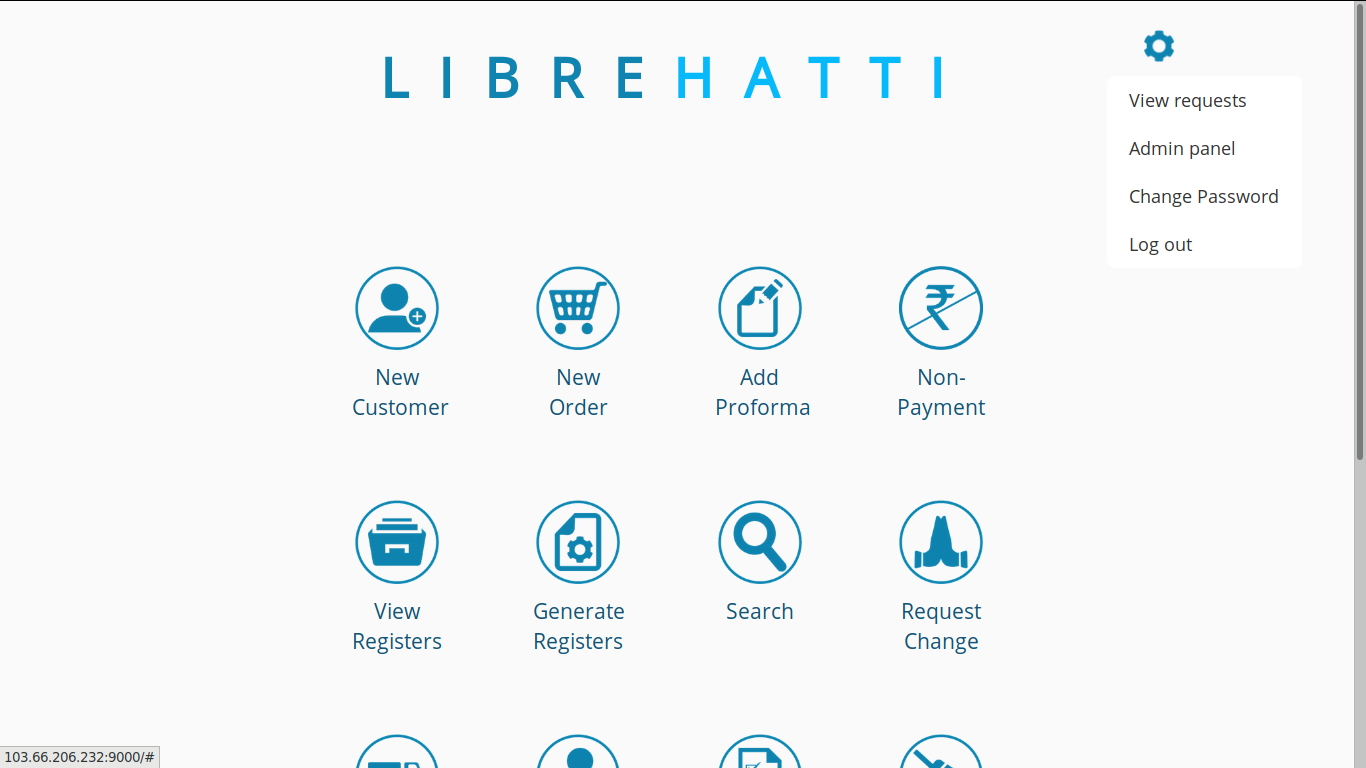 LIBREHATTI
View requests
Admin panel
Change Password
Log out
New
Customer
New
Order
Add
Proforma
Non-
Payment
View
Registers
Generate
Registers
Search
Request
Change
103.66.206.232:9000/#